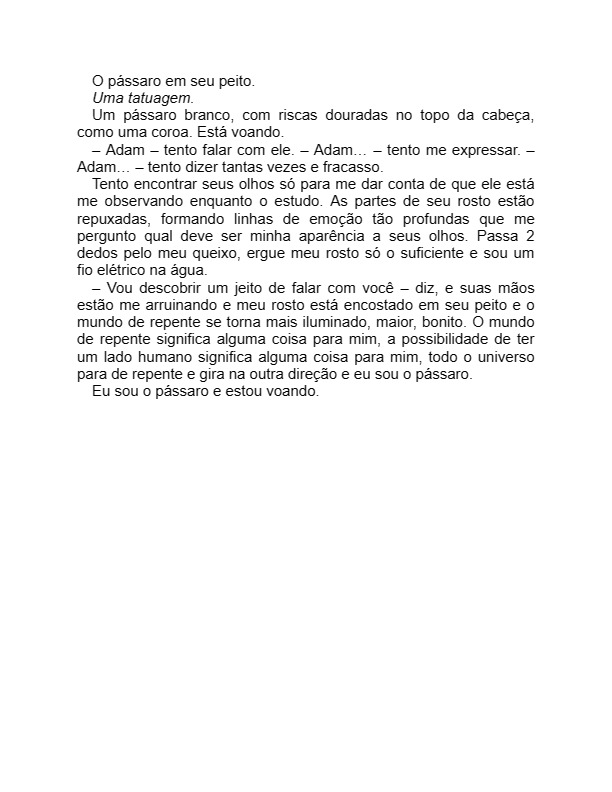 O pássaro em seu peito.
Uma tatuagem.
Um pássaro branco, com riscas douradas no topo da cabeça,
como uma coroa. Está voando.
– Adam – tento falar com ele. – Adam… – tento me expressar. –
Adam… – tento dizer tantas vezes e fracasso.
Tento encontrar seus olhos só para me dar conta de que ele está
me observando enquanto o estudo. As partes de seu rosto estão
repuxadas, formando linhas de emoção tão profundas que me
pergunto qual deve ser minha aparência a seus olhos. Passa 2
dedos pelo meu queixo, ergue meu rosto só o suficiente e sou um
fio elétrico na água.
– Vou descobrir um jeito de falar com você – diz, e suas mãos
estão me arruinando e meu rosto está encostado em seu peito e o
mundo de repente se torna mais iluminado, maior, bonito. O mundo
de repente significa alguma coisa para mim, a possibilidade de ter
um lado humano significa alguma coisa para mim, todo o universo
para de repente e gira na outra direção e eu sou o pássaro.
Eu sou o pássaro e estou voando.